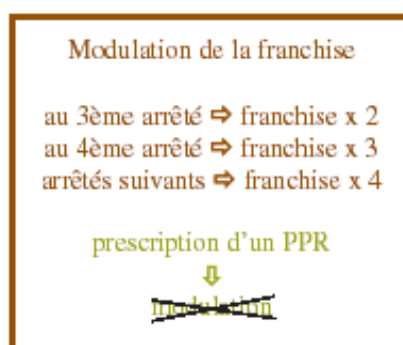 Modulation de la franchise
au 3ème arrêté ⇨ franchise x 2
au 4ème arrêté ⇨ franchise x 3
arrêtés suivants ⇨ franchise x 4
prescription d'un PPR
⇩
modulation